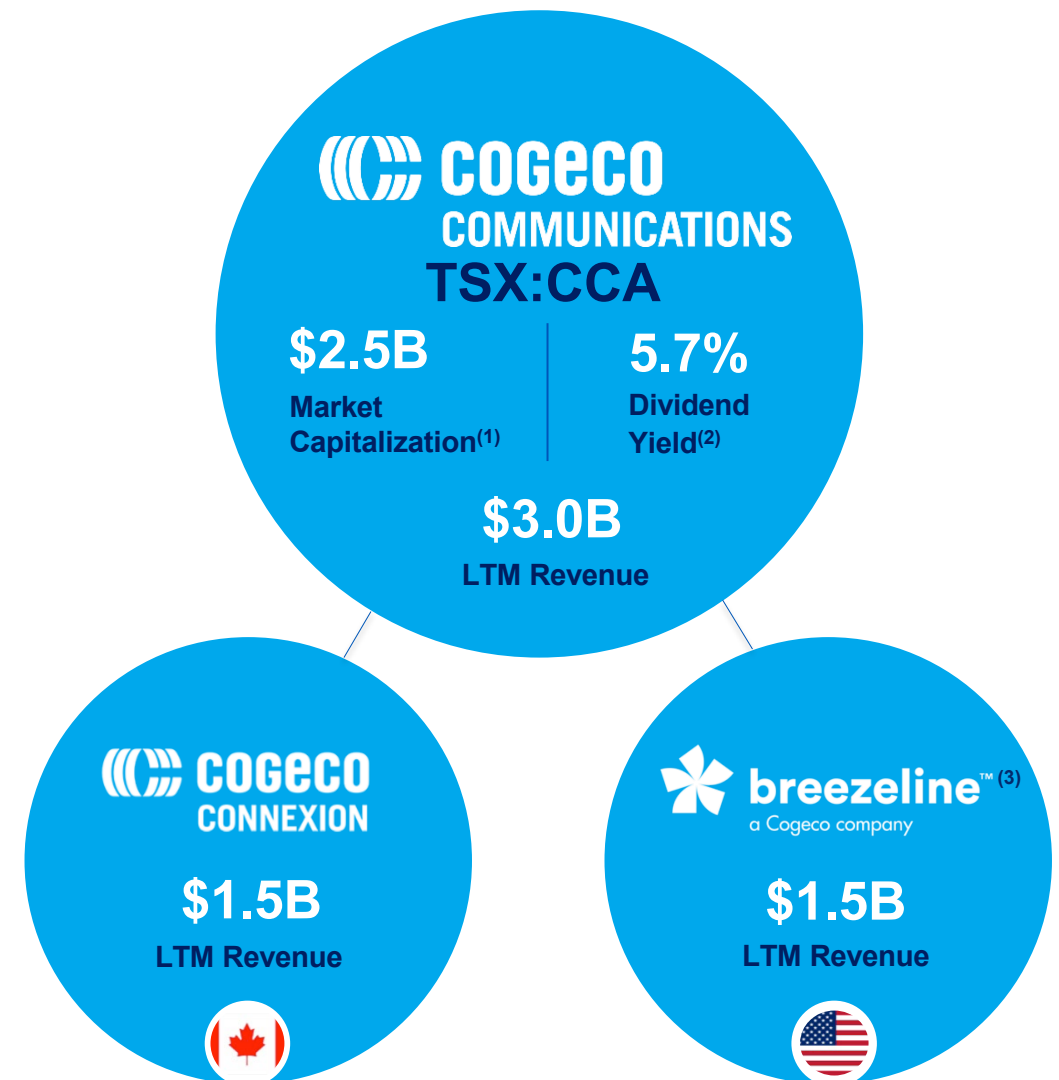 COGECO
COMMUNICATIONS
TSX:CCA
$2.5B
Market
Capitalization(1)
5.7%
Dividend
Yield(2)
$3.0B
LTM Revenue
COGECO
CONNEXION
$1.5B
LTM Revenue
breezeline™ (3)
a Cogeco company
$1.5B
LTM Revenue